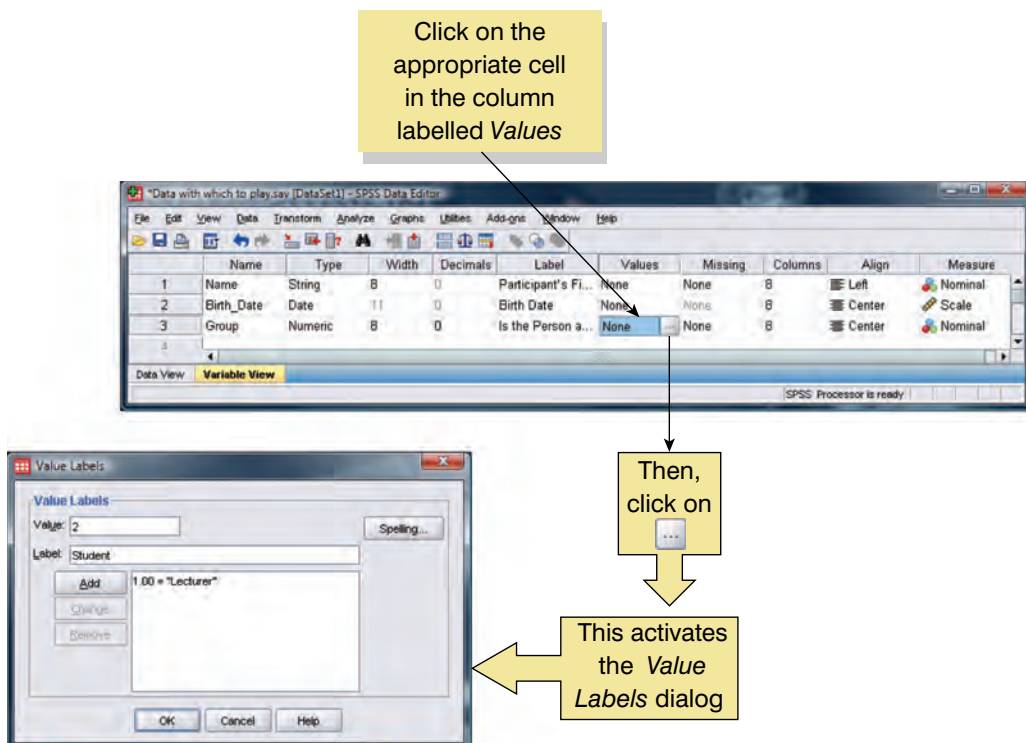 Click on the
appropriate cell
in the column
labelled Values
*Data with which to play.sav [DataSet1] - SPSS Data Editor
File Edit View Data Transform Analyze Graphs Utilities Add-ons Window Help
Name Type Width Decimals Label Values Missing Columns Align Measure
1 Name String 8 0 Participant's Fi... None None 8 Left Nominal
2 Birth_Date Date 11 0 Birth Date None None 8 Center Scale
3 Group Numeric 8 0 Is the Person a... None ... None 8 Center Nominal
4
Data View Variable View
SPSS Processor is ready
Value Labels
Value Labels
Value: 2
Spelling...
Label: Student
Add
1.00 = "Lecturer"
Change
Remove
OK Cancel Help
Then,
click on
...
This activates
the Value
Labels dialog